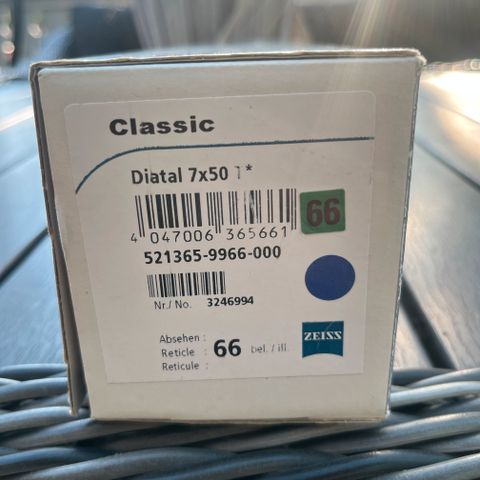 Classic
Diatal 7x50 T*
4 047006 365661
66
521365-9966-000
Nr./No. 3246994
Absehen :
Reticle : 66 bel. / ill.
Reticule :
ZEISS